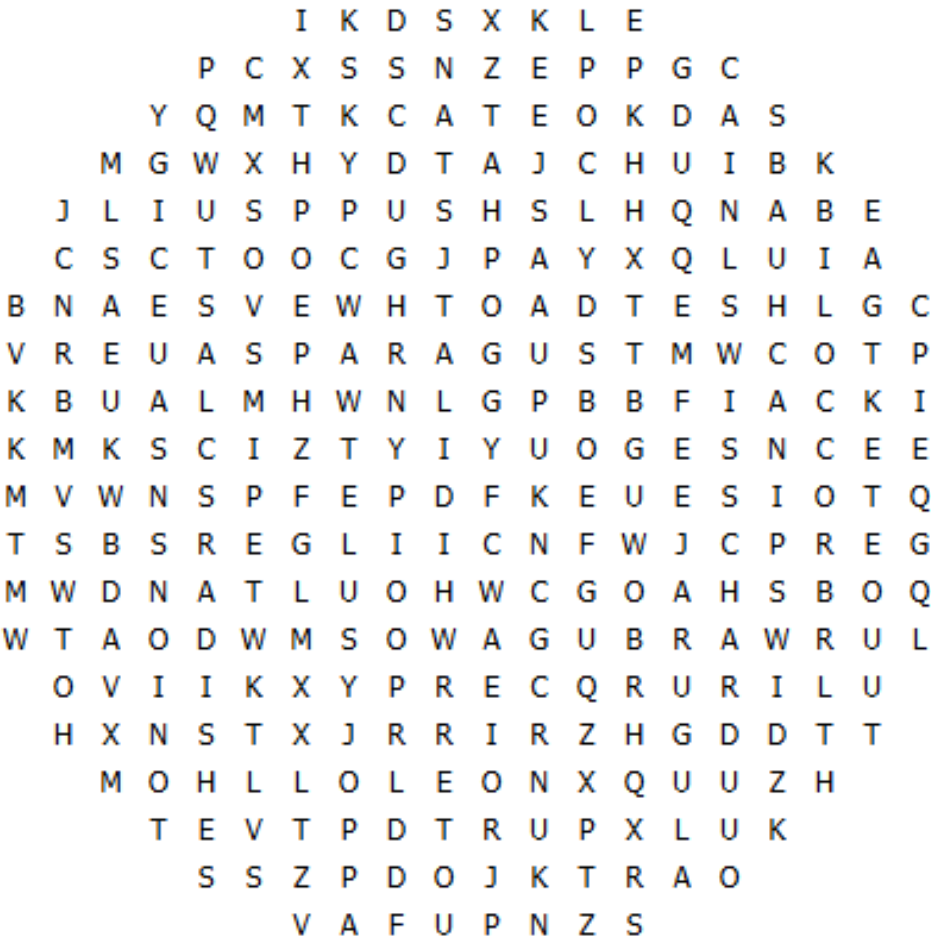 I K D S X K L E
P C X S S N Z E P P G C
Y Q M T K C A T E O K D A S
M G W X H Y D T A J C H U I B K
J L I U S P P U S H S L H Q N A B E
C S C T O O C G J P A Y X Q L U I A
B N A E S V E W H T O A D T E S H L G C
V R E U A S P A R A G U S T M W C O T P
K B U A L M H W N L G P B B F I A C K I
K M K S C I Z T Y I Y U O G E S N C E E
M V W N S P F E P D F K E U E S I O T Q
T S B S R E G L I I C N F W J C P R E G
M W D N A T L U O H W C G O A H S B O Q
W T A O D W M S O W A G U B R A W R U L
O V I I K X Y P R E C Q R U R I L U
H X N S T X J R R I R Z H G D D T T
M O H L L O L E O N X Q U U Z H
T E V T P D T R U P X L U K
S S Z P D O J K T R A O
V A F U P N Z S